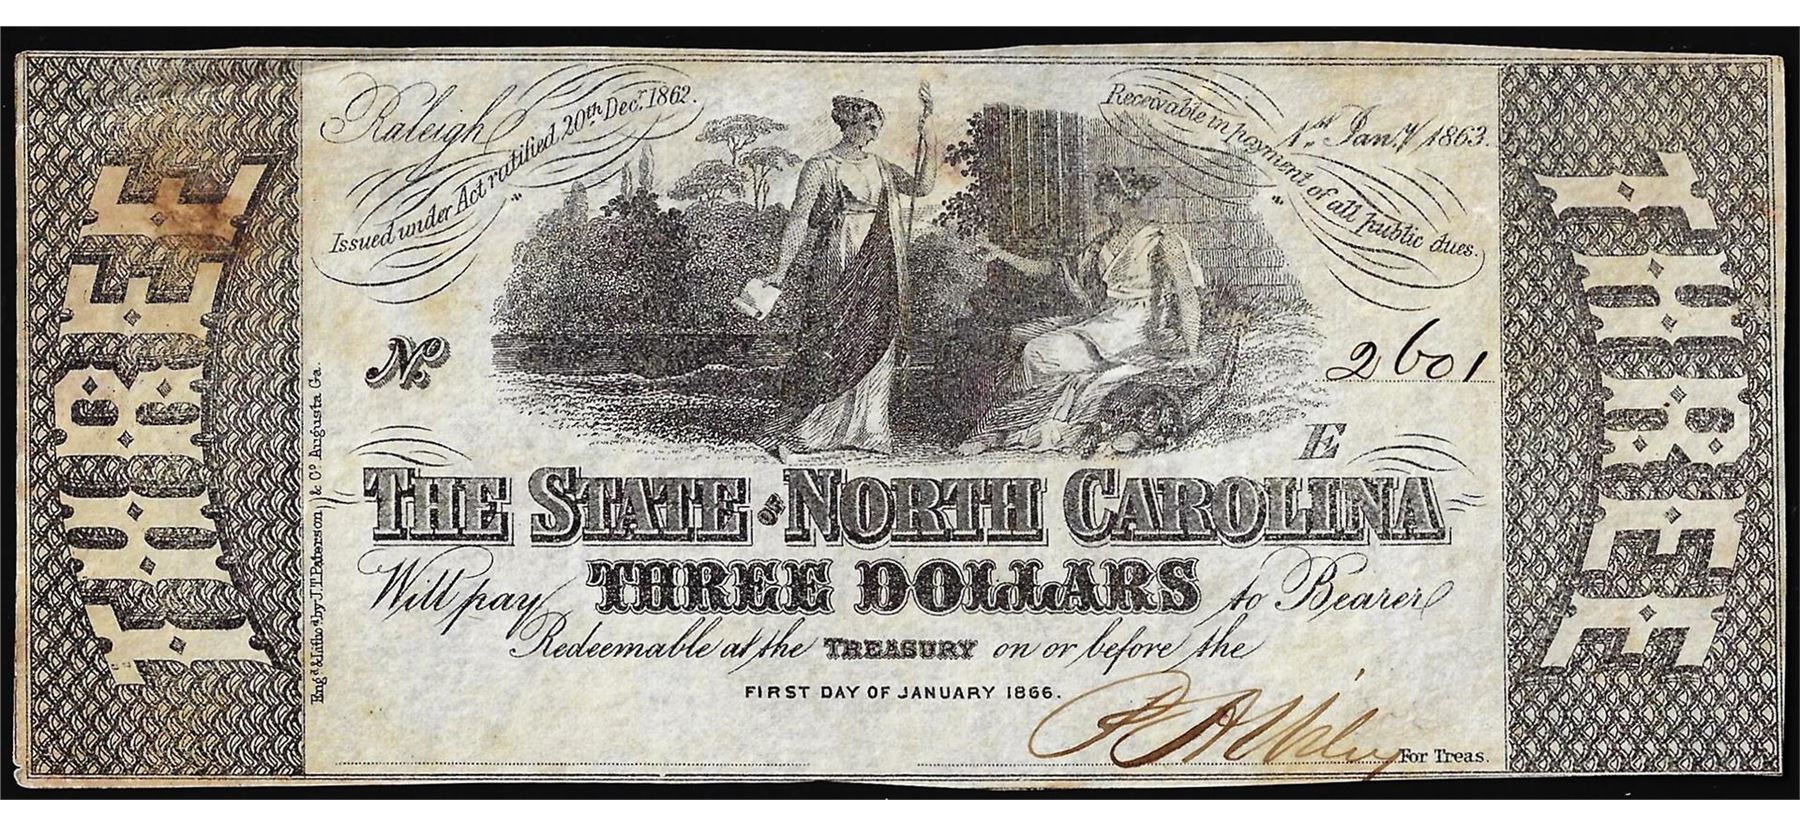 Raleigh
Issued under Act ratified 20th Dec.r 1862.
Receivable in payment of all public dues.
1st Jan.y 1863.
THREE
THREE
No
2601
E
THE STATE OF NORTH CAROLINA
Will pay THREE DOLLARS to Bearer
Redeemable at the TREASURY on or before the
FIRST DAY OF JANUARY 1866.
For Treas.
Engd & Lithod by J.T. Paterson & Co Augusta Ga.